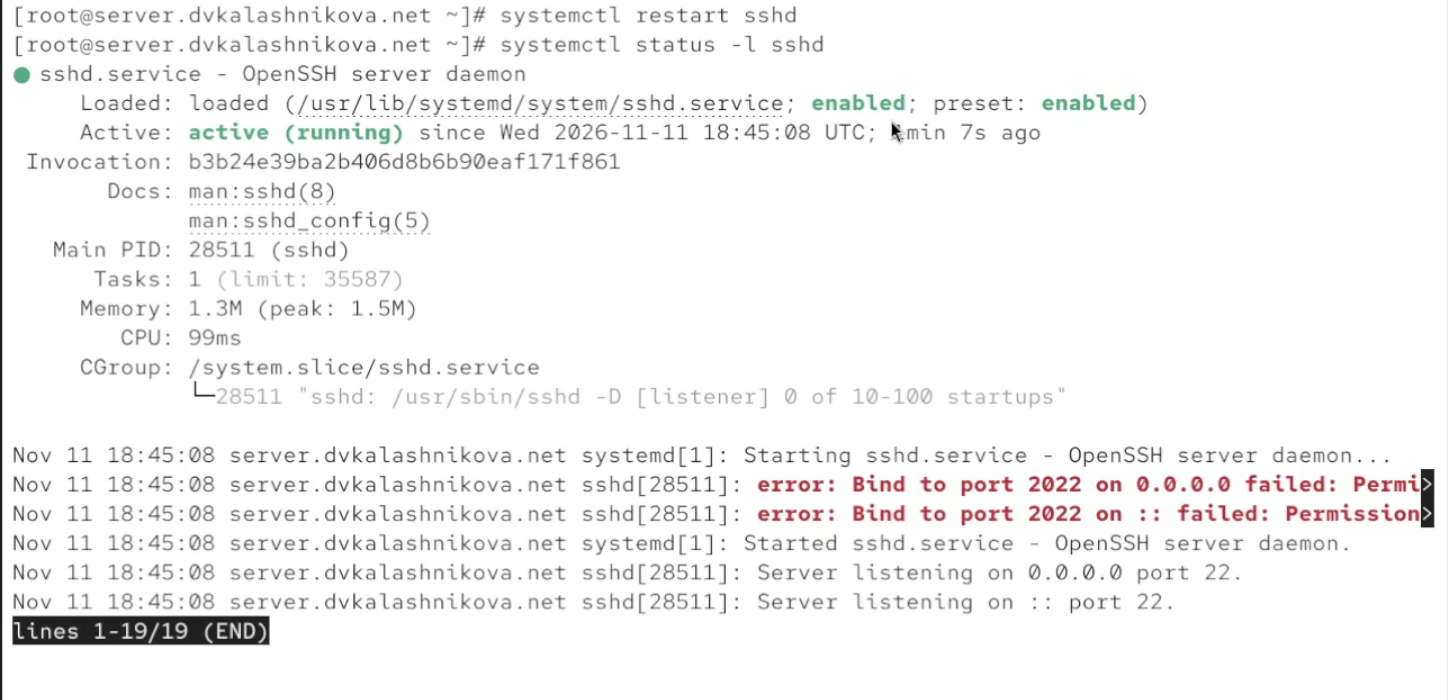 [root@server.dvkalashnikova.net ~]# systemctl restart sshd
[root@server.dvkalashnikova.net ~]# systemctl status -l sshd
● sshd.service - OpenSSH server daemon
     Loaded: loaded (/usr/lib/systemd/system/sshd.service; enabled; preset: enabled)
     Active: active (running) since Wed 2026-11-11 18:45:08 UTC; min 7s ago
 Invocation: b3b24e39ba2b406d8b6b90eaf171f861
       Docs: man:sshd(8)
             man:sshd_config(5)
   Main PID: 28511 (sshd)
      Tasks: 1 (limit: 35587)
     Memory: 1.3M (peak: 1.5M)
        CPU: 99ms
     CGroup: /system.slice/sshd.service
             └─28511 "sshd: /usr/sbin/sshd -D [listener] 0 of 10-100 startups"
Nov 11 18:45:08 server.dvkalashnikova.net systemd[1]: Starting sshd.service - OpenSSH server daemon...
Nov 11 18:45:08 server.dvkalashnikova.net sshd[28511]: error: Bind to port 2022 on 0.0.0.0 failed: Permi>
Nov 11 18:45:08 server.dvkalashnikova.net sshd[28511]: error: Bind to port 2022 on :: failed: Permission>
Nov 11 18:45:08 server.dvkalashnikova.net systemd[1]: Started sshd.service - OpenSSH server daemon.
Nov 11 18:45:08 server.dvkalashnikova.net sshd[28511]: Server listening on 0.0.0.0 port 22.
Nov 11 18:45:08 server.dvkalashnikova.net sshd[28511]: Server listening on :: port 22.
lines 1-19/19 (END)